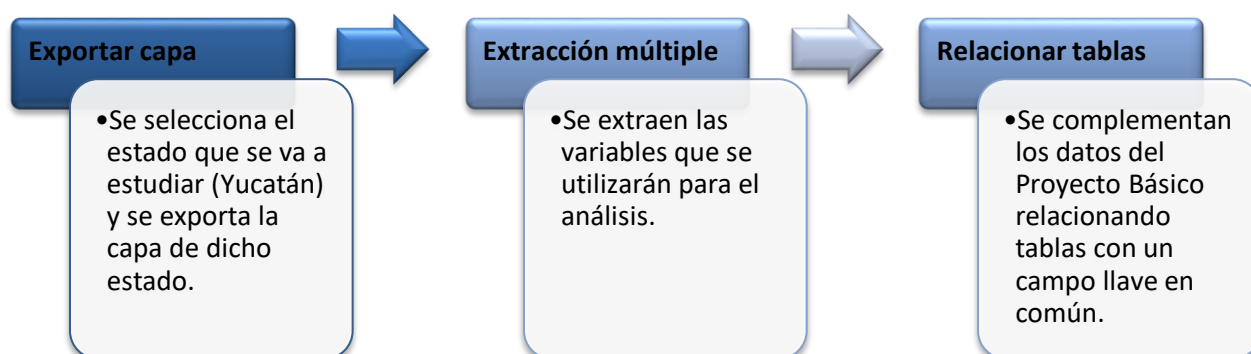 Exportar capa
•Se selecciona el
estado que se va a
estudiar (Yucatán)
y se exporta la
capa de dicho
estado.
Extracción múltiple
•Se extraen las
variables que se
utilizarán para el
análisis.
Relacionar tablas
•Se complementan
los datos del
Proyecto Básico
relacionando
tablas con un
campo llave en
común.